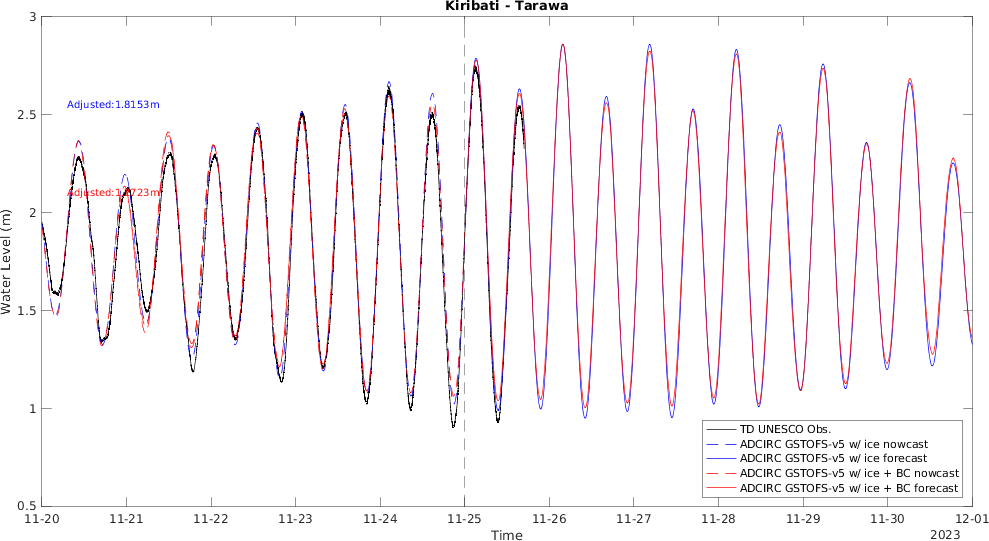 Kiribati - Tarawa
3
2.5
2
1.5
1
0.5
Water Level (m)
Adjusted:1.8153m
TD UNESCO Obs.
ADCIRC GSTOFS-v5 w/ ice nowcast
ADCIRC GSTOFS-v5 w/ ice forecast
ADCIRC GSTOFS-v5 w/ ice + BC nowcast
ADCIRC GSTOFS-v5 w/ ice + BC forecast
11-20 11-21 11-22 11-23 11-24 11-25 11-26 11-27 11-28 11-29 11-30 12-01
Time
2023